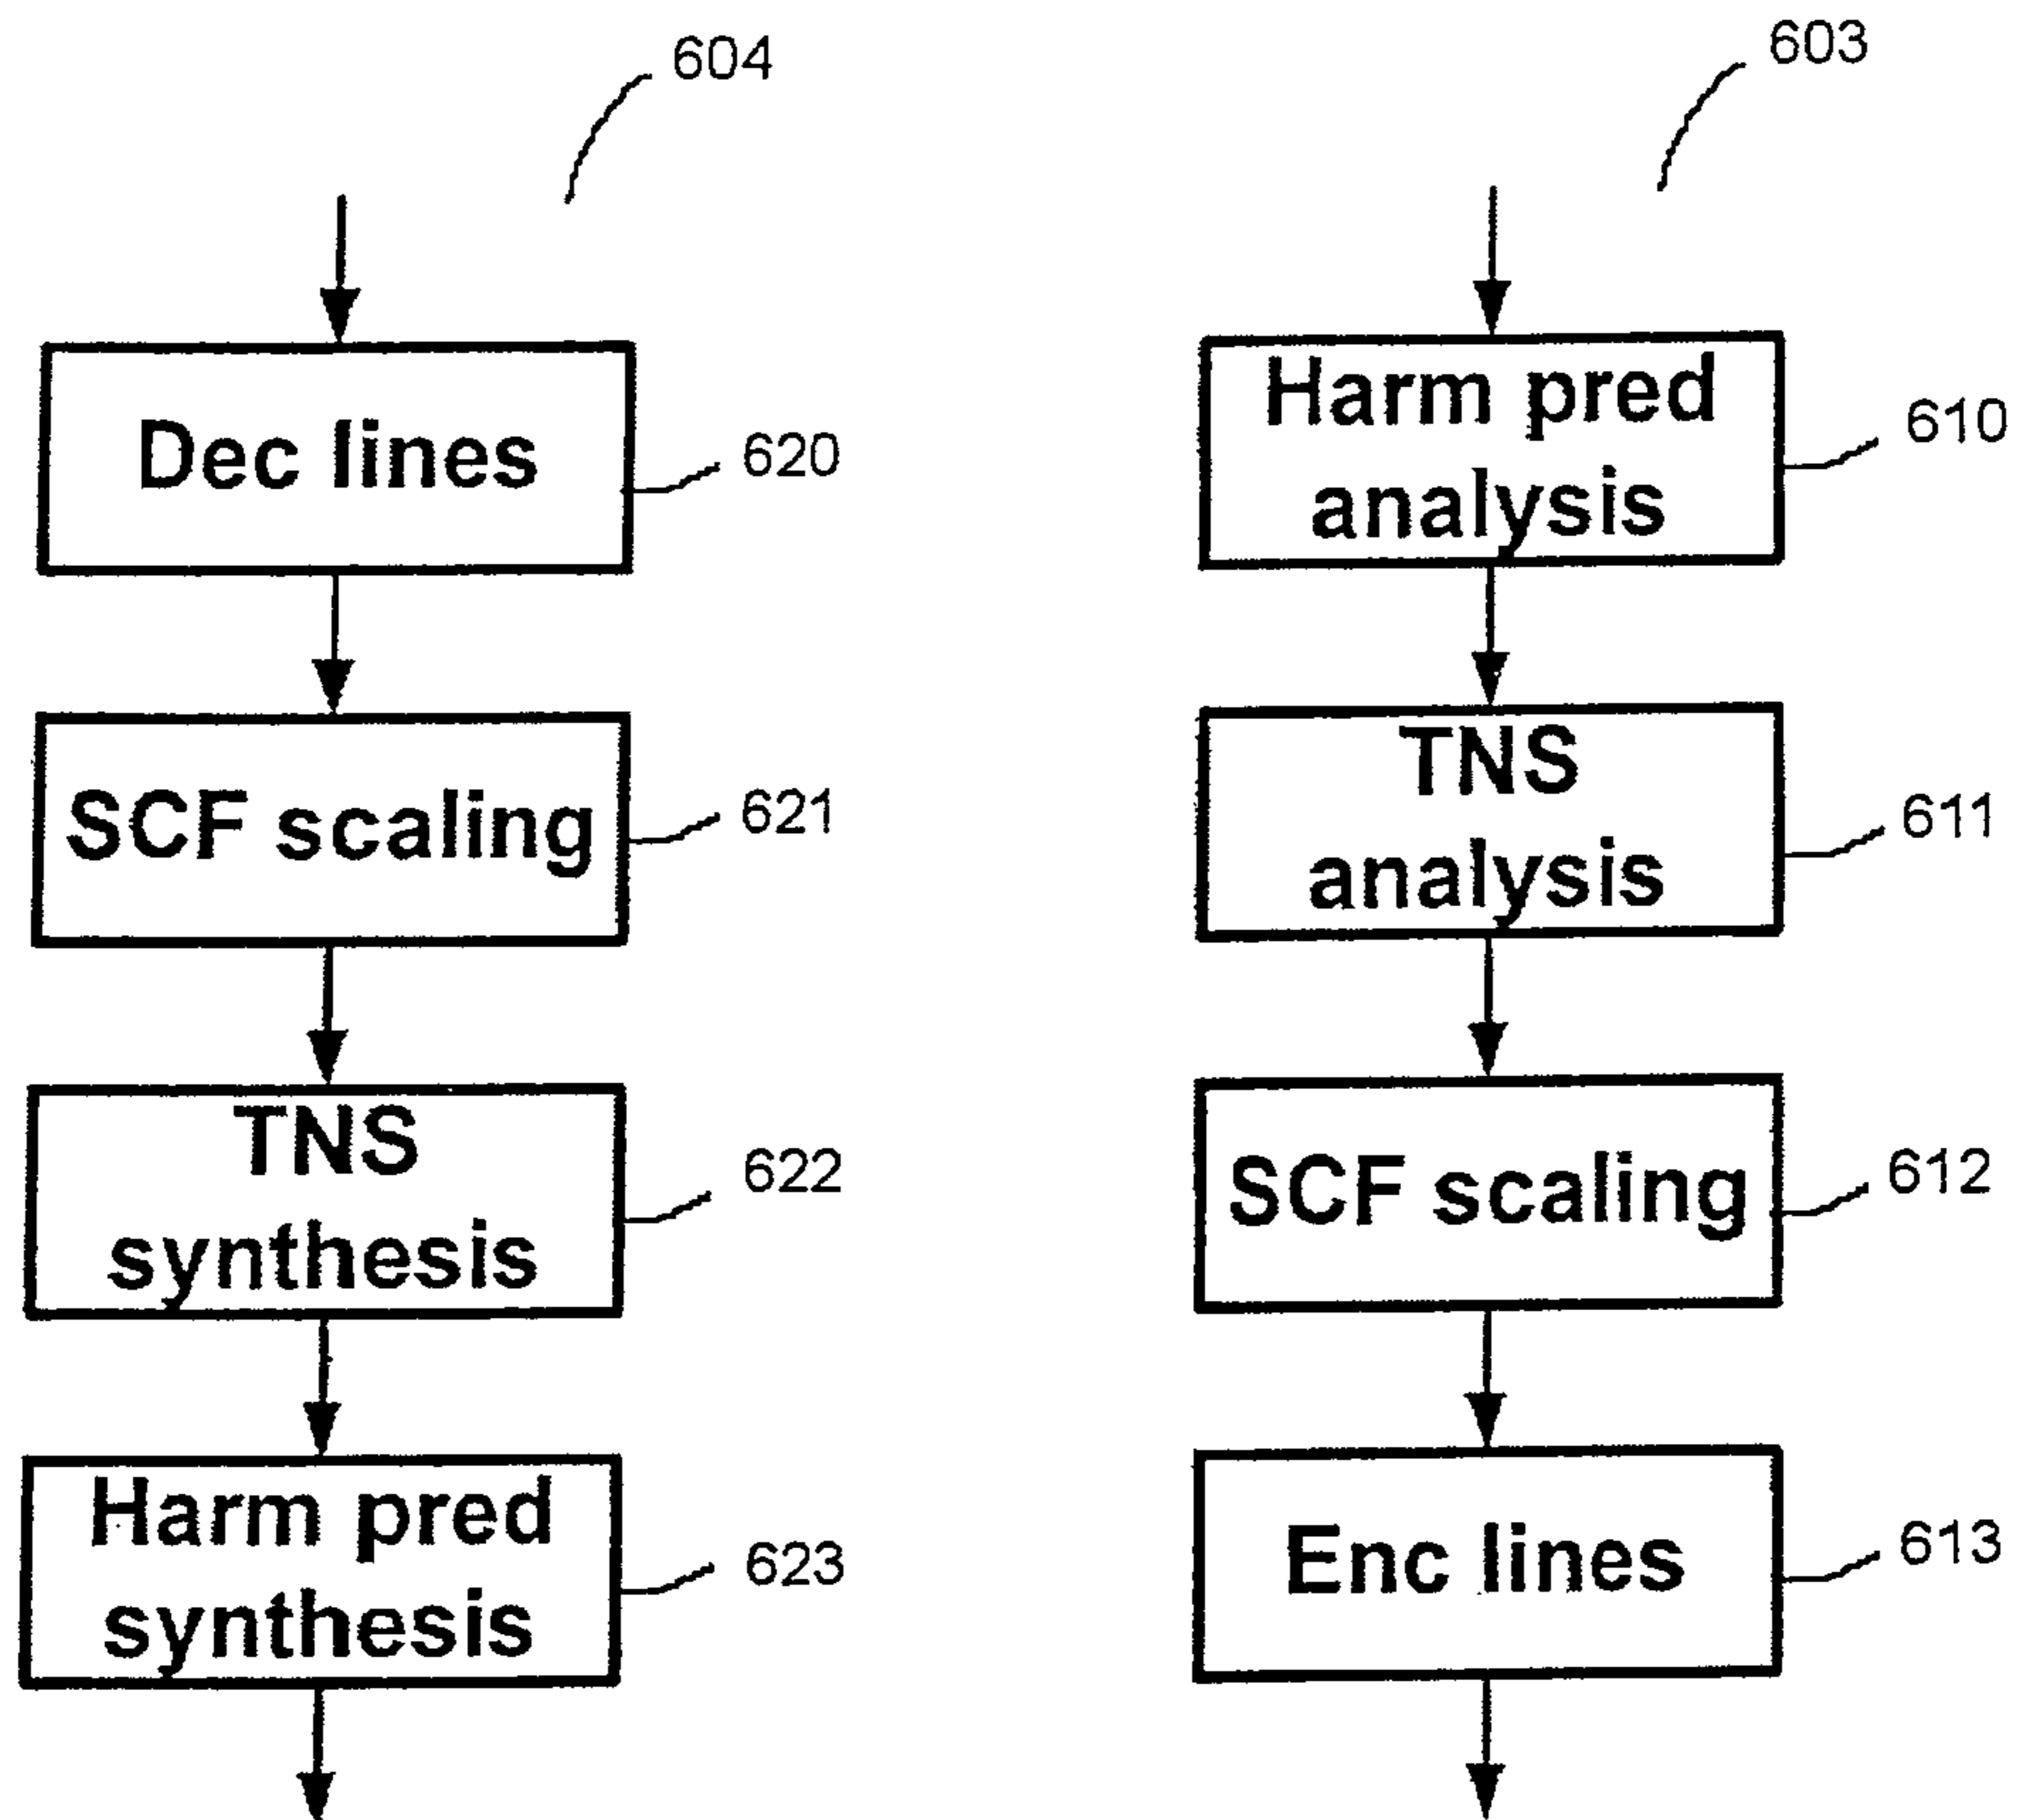 604
Dec lines
620
SCF scaling
621
TNS
synthesis
622
Harm pred
synthesis
623
603
Harm pred
analysis
610
TNS
analysis
611
SCF scaling
612
Enc lines
613